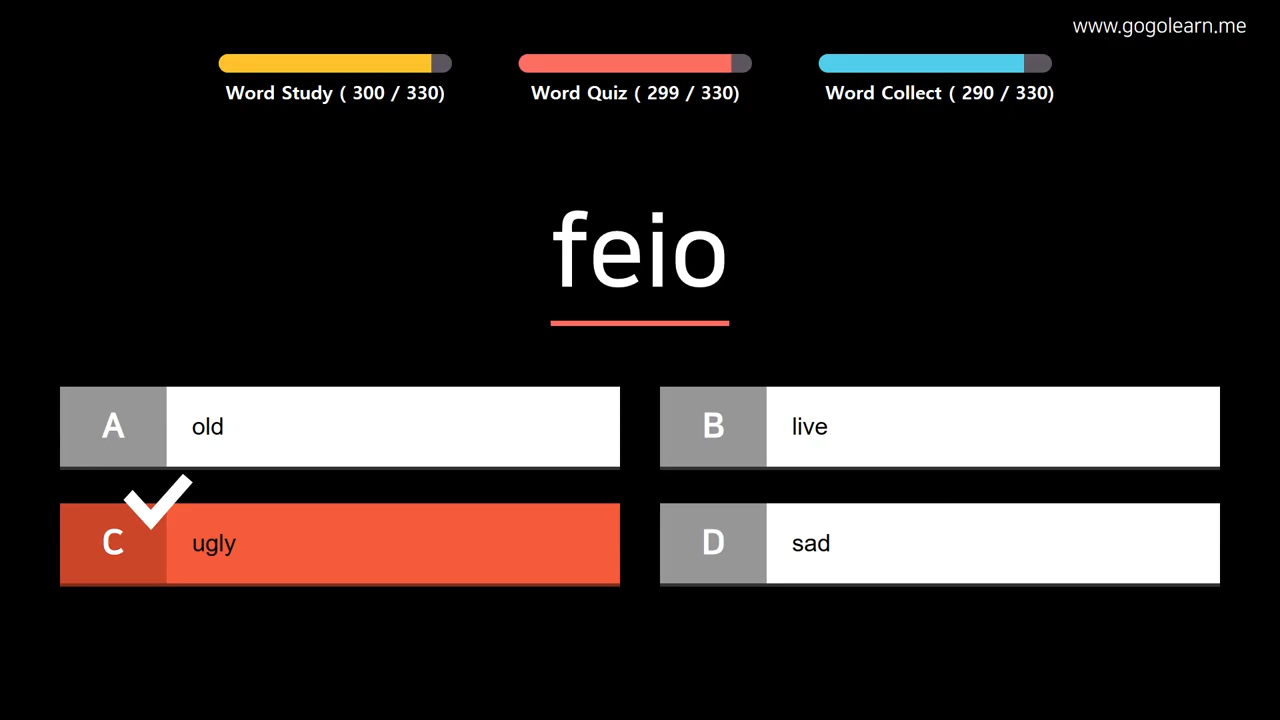 www.gogolearn.me
Word Study ( 300 / 330)
Word Quiz ( 299 / 330)
Word Collect ( 290 / 330)
feio
A
old
B
live
C
ugly
D
sad